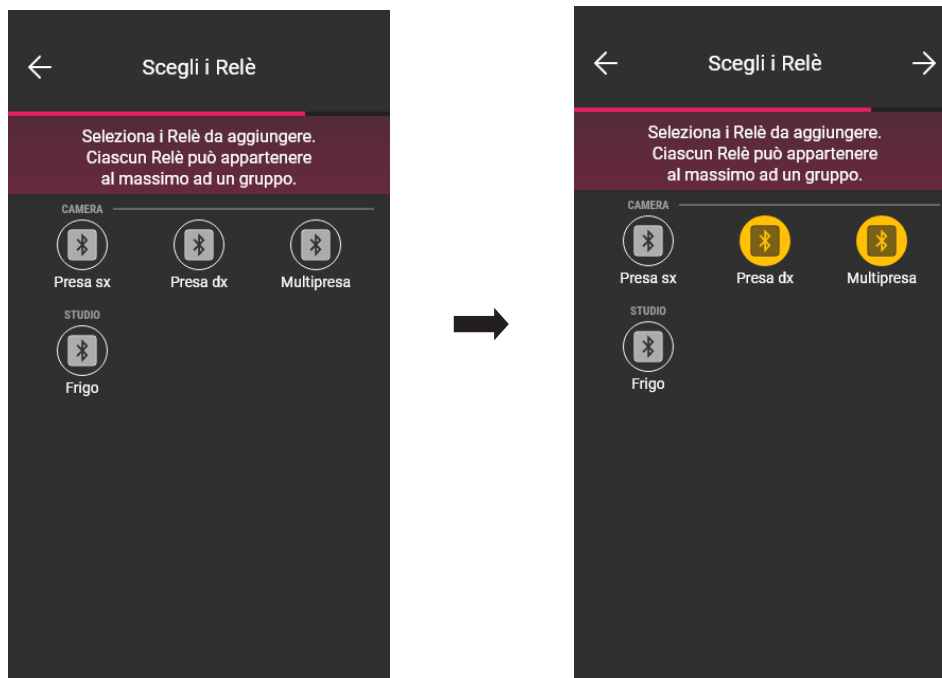 Scegli i Relè
Seleziona i Relè da aggiungere.
Ciascun Relè può appartenere
al massimo ad un gruppo.
CAMERA
Presa sx Presa dx Multipresa
STUDIO
Frigo
Scegli i Relè
Seleziona i Relè da aggiungere.
Ciascun Relè può appartenere
al massimo ad un gruppo.
CAMERA
Presa sx Presa dx Multipresa
STUDIO
Frigo